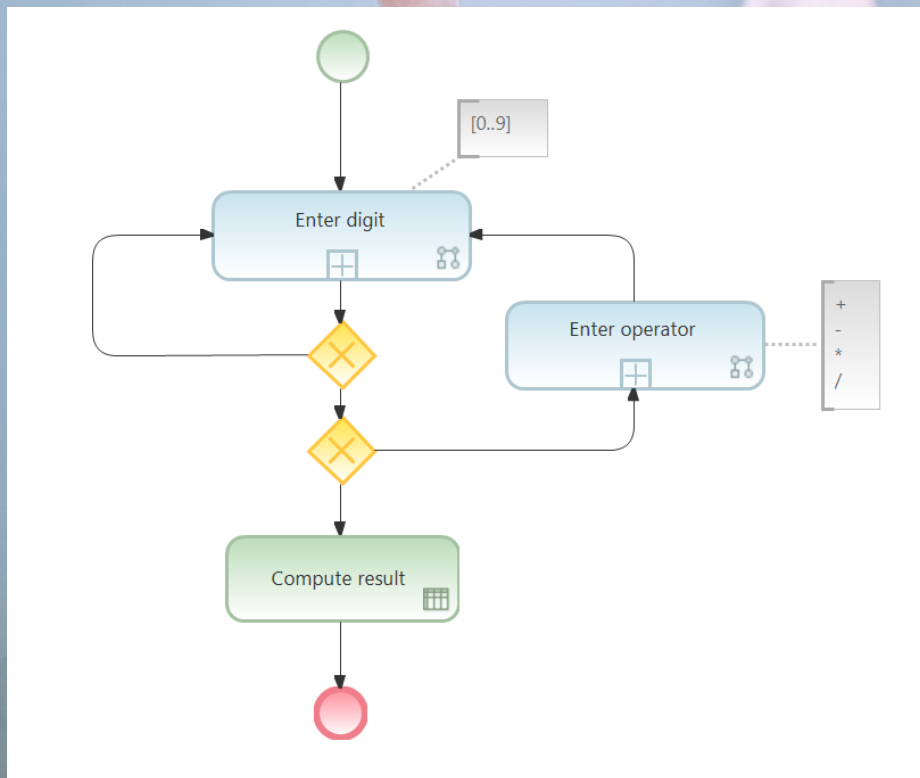 [0..9]
Enter digit
Enter operator
+
-
*
/
Compute result